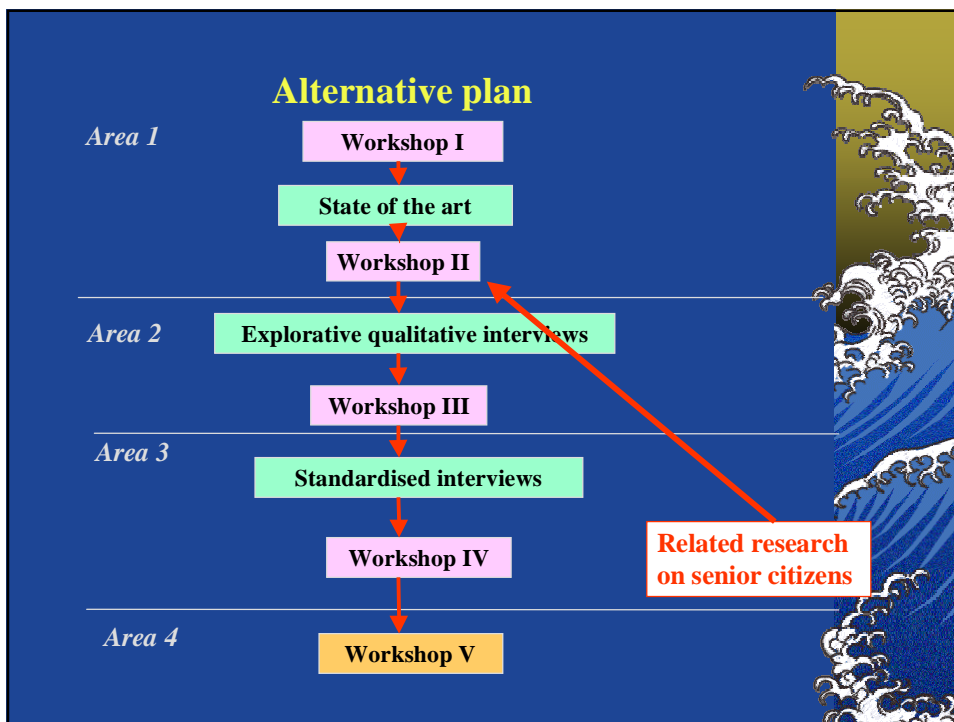 Alternative plan
Area 1
Workshop I
State of the art
Workshop II
Area 2
Explorative qualitative interviews
Workshop III
Area 3
Standardised interviews
Related research
on senior citizens
Workshop IV
Area 4
Workshop V